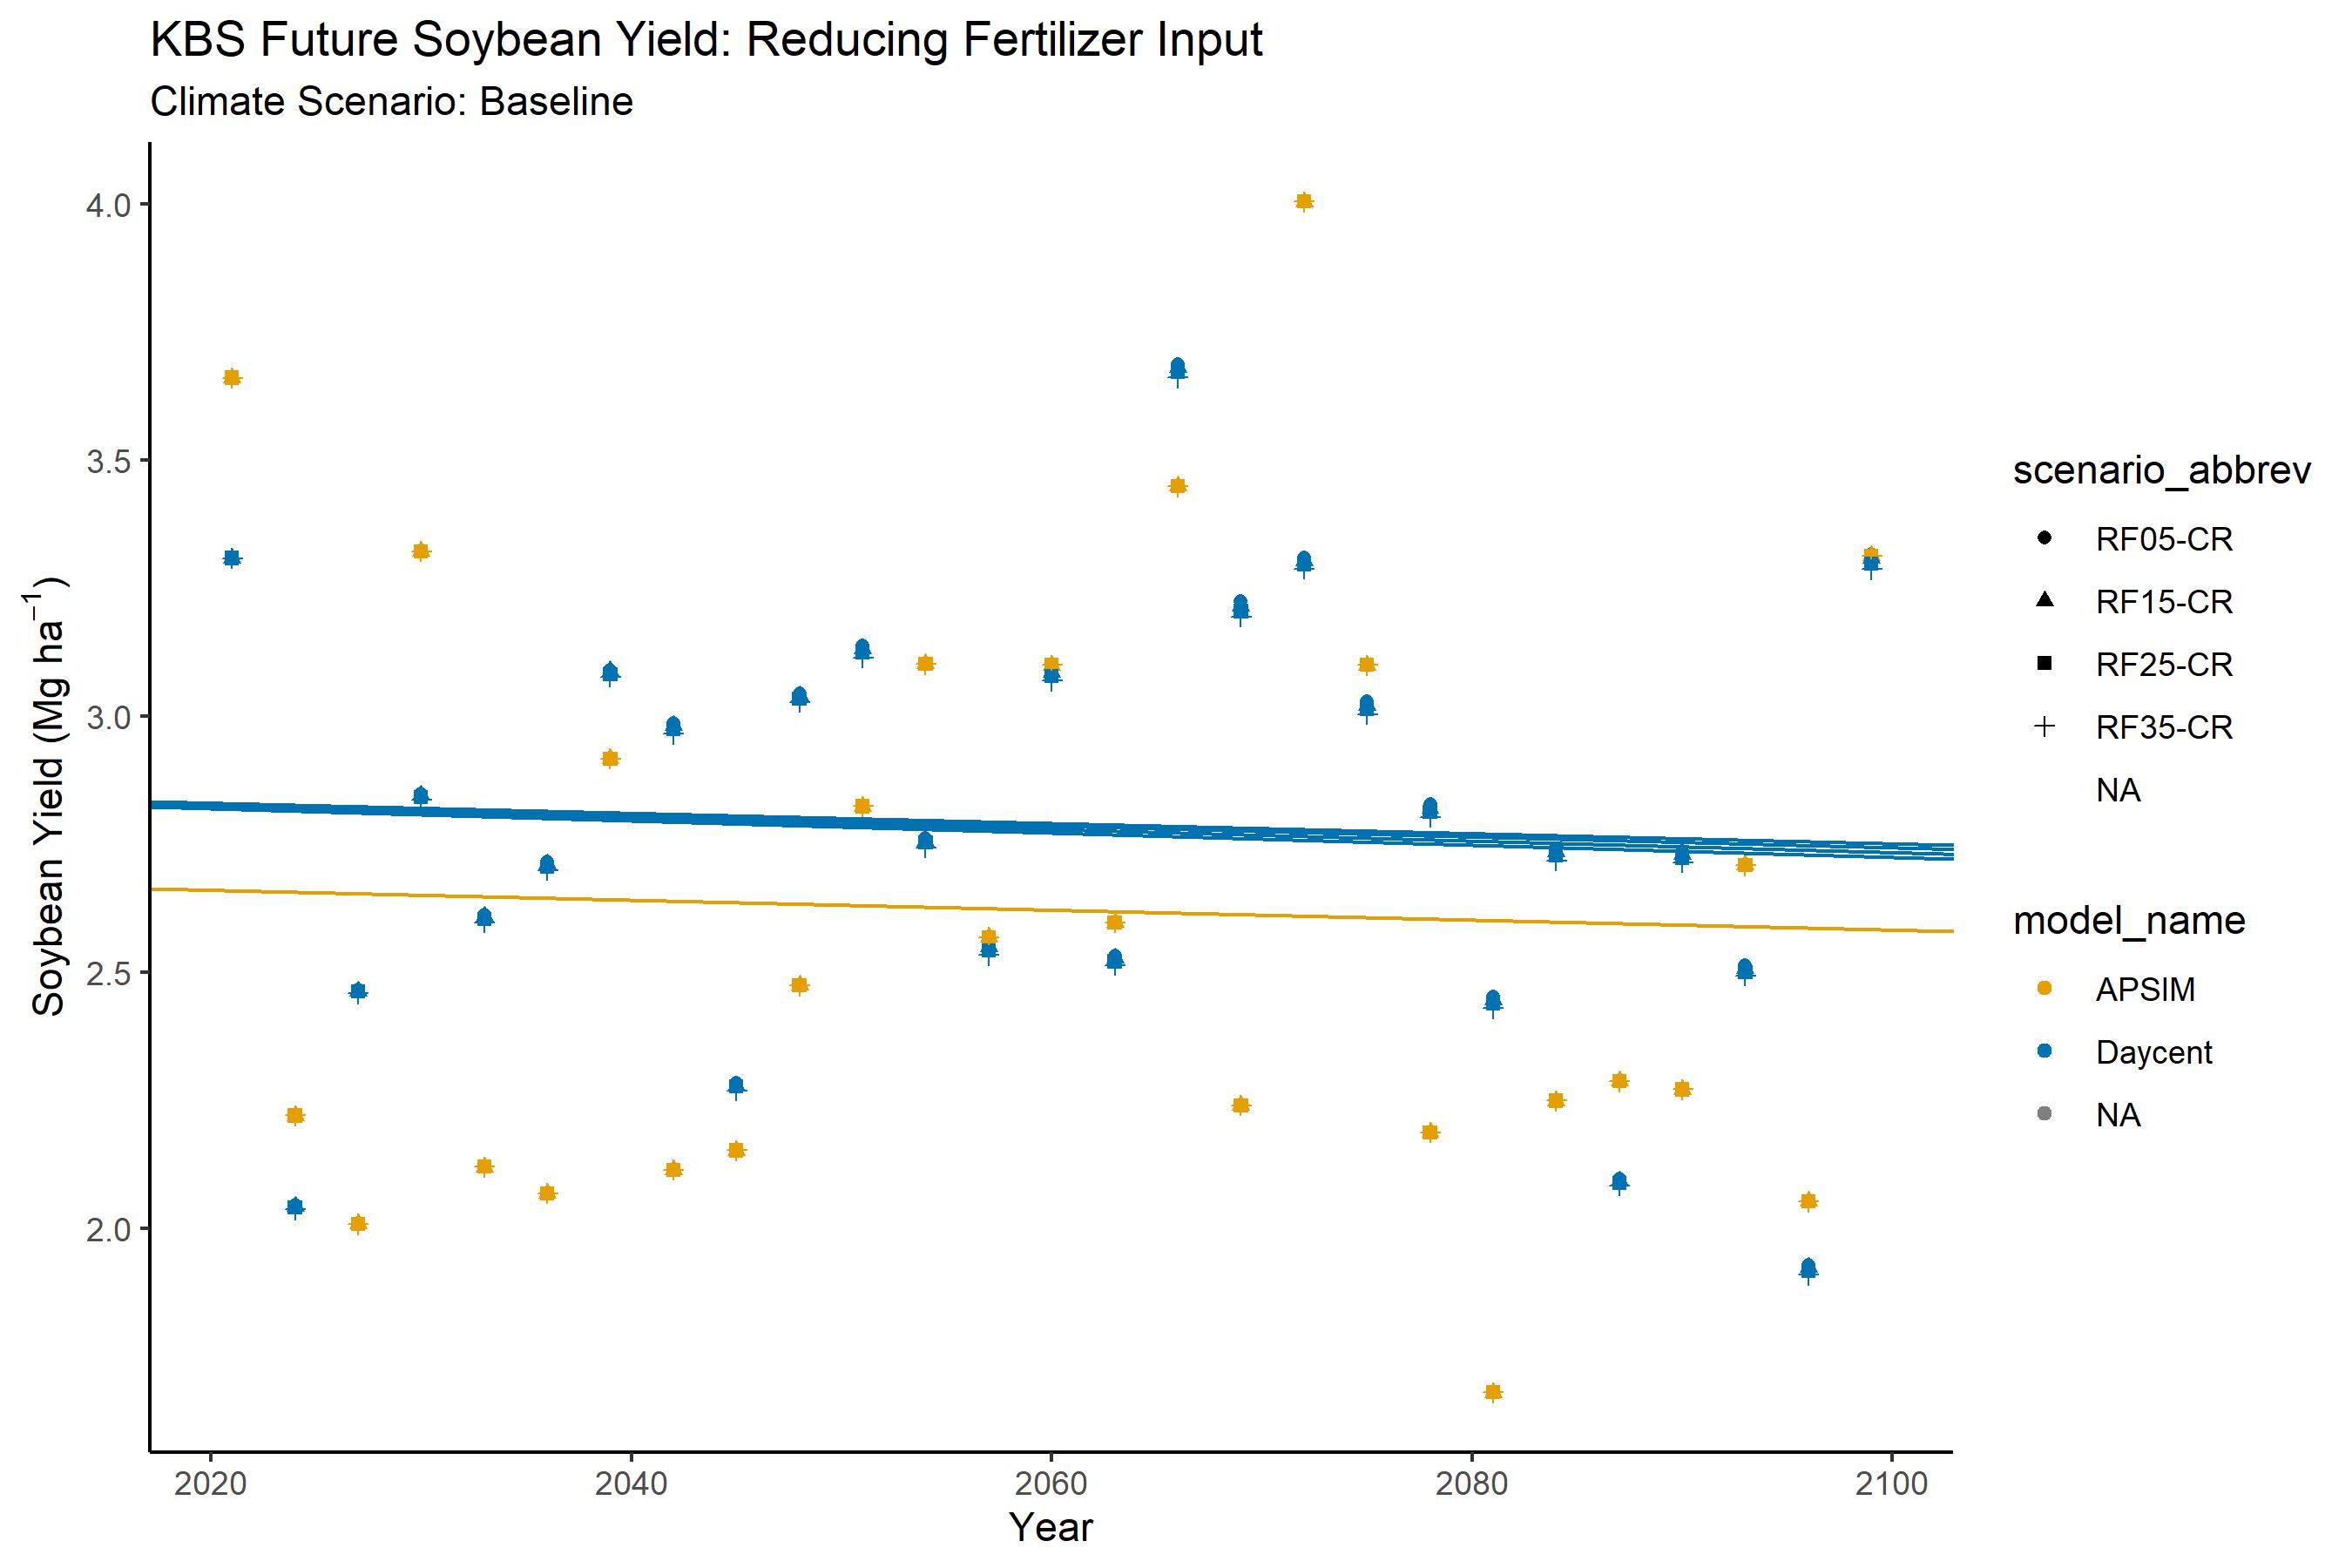 KBS Future Soybean Yield: Reducing Fertilizer Input
Climate Scenario: Baseline
Soybean Yield (Mg ha⁻¹)
4.0
3.5
3.0
2.5
2.0
2020
2040
2060
2080
2100
Year
scenario_abbrev
RF05-CR
RF15-CR
RF25-CR
RF35-CR
NA
model_name
APSIM
Daycent
NA